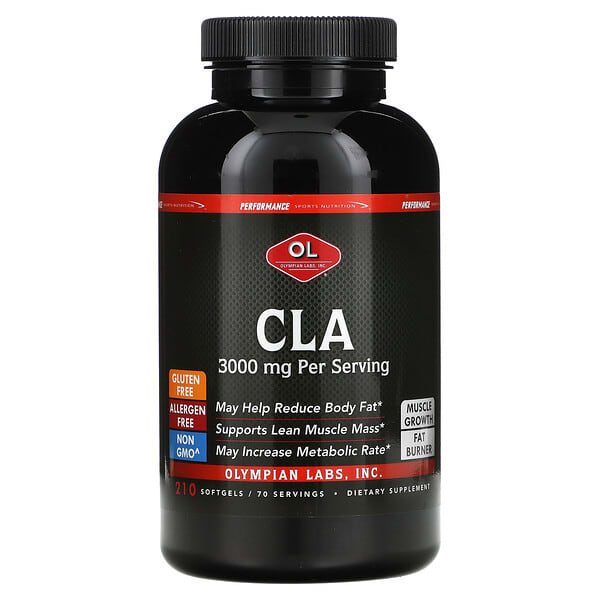 PERFORMANCE SPORTS NUTRITION
PERFORMANCE
OL
OLYMPIAN LABS, INC.
®
CLA
3000 mg Per Serving
GLUTEN
FREE
ALLERGEN
FREE
NON
GMO^
May Help Reduce Body Fat*
Supports Lean Muscle Mass*
May Increase Metabolic Rate*
MUSCLE
GROWTH
FAT
BURNER
OLYMPIAN LABS, INC.
210 SOFTGELS / 70 SERVINGS • DIETARY SUPPLEMENT